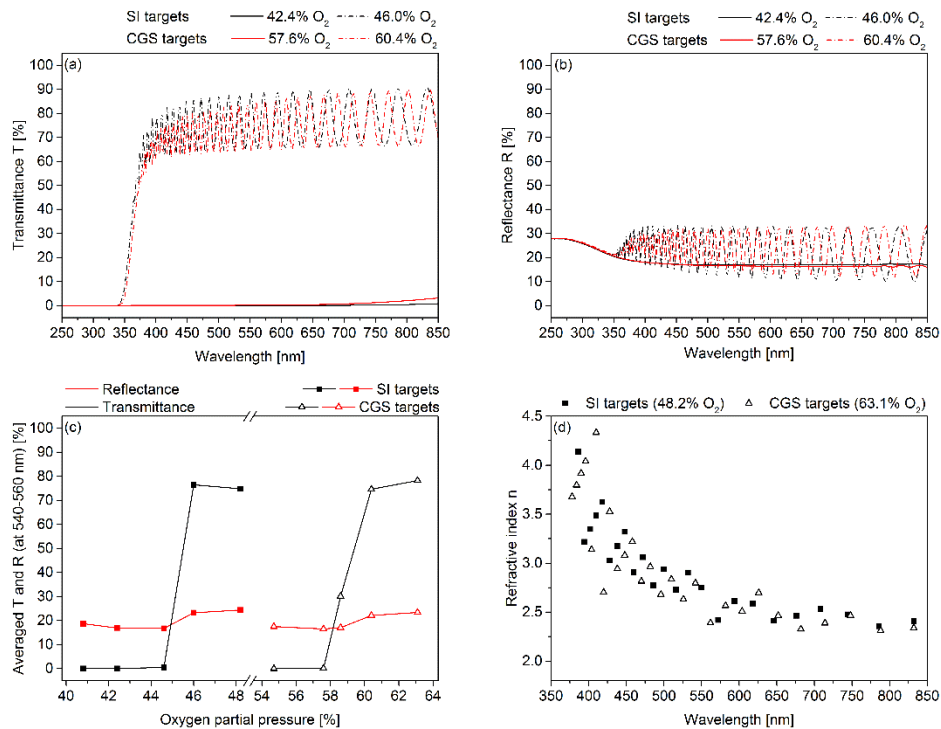 SI targets 42.4% O₂ 46.0% O₂
CGS targets 57.6% O₂ 60.4% O₂
(a)
Transmittance T [%]
100
90
80
70
60
50
40
30
20
10
0
250 300 350 400 450 500 550 600 650 700 750 800 850
Wavelength [nm]
SI targets 42.4% O₂ 46.0% O₂
CGS targets 57.6% O₂ 60.4% O₂
(b)
Reflectance R [%]
100
90
80
70
60
50
40
30
20
10
0
250 300 350 400 450 500 550 600 650 700 750 800 850
Wavelength [nm]
Reflectance SI targets
Transmittance CGS targets
(c)
Averaged T and R (at 540-560 nm) [%]
100
90
80
70
60
50
40
30
20
10
0
40 42 44 46 48 54 56 58 60 62 64
Oxygen partial pressure [%]
SI targets (48.2% O₂) CGS targets (63.1% O₂)
(d)
Refractive index n
4.5
4.0
3.5
3.0
2.5
2.0
350 400 450 500 550 600 650 700 750 800 850
Wavelength [nm]